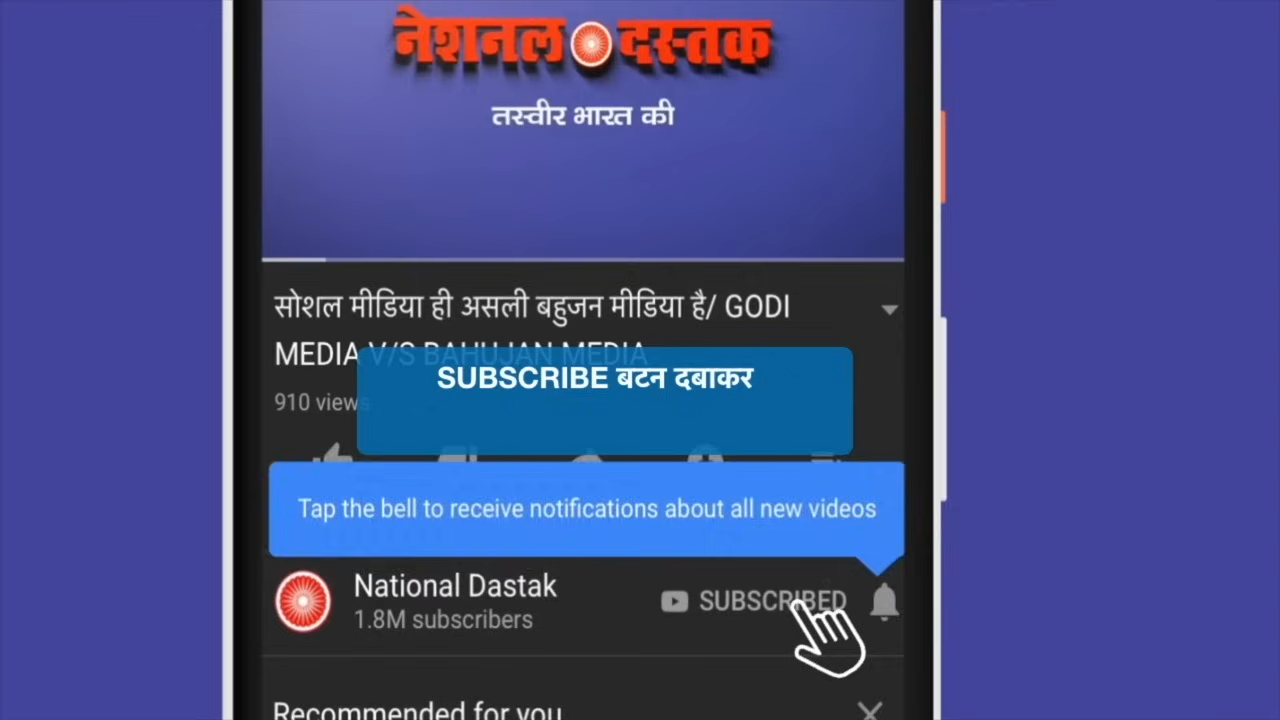 नेशनल दस्तक
तस्वीर भारत की
सोशल मीडिया ही असली बहुजन मीडिया है/ GODI
MEDIA V/S BAHUJAN MEDIA
SUBSCRIBE बटन दबाकर
910 views
Tap the bell to receive notifications about all new videos
National Dastak
SUBSCRIBED
1.8M subscribers
Recommended for you